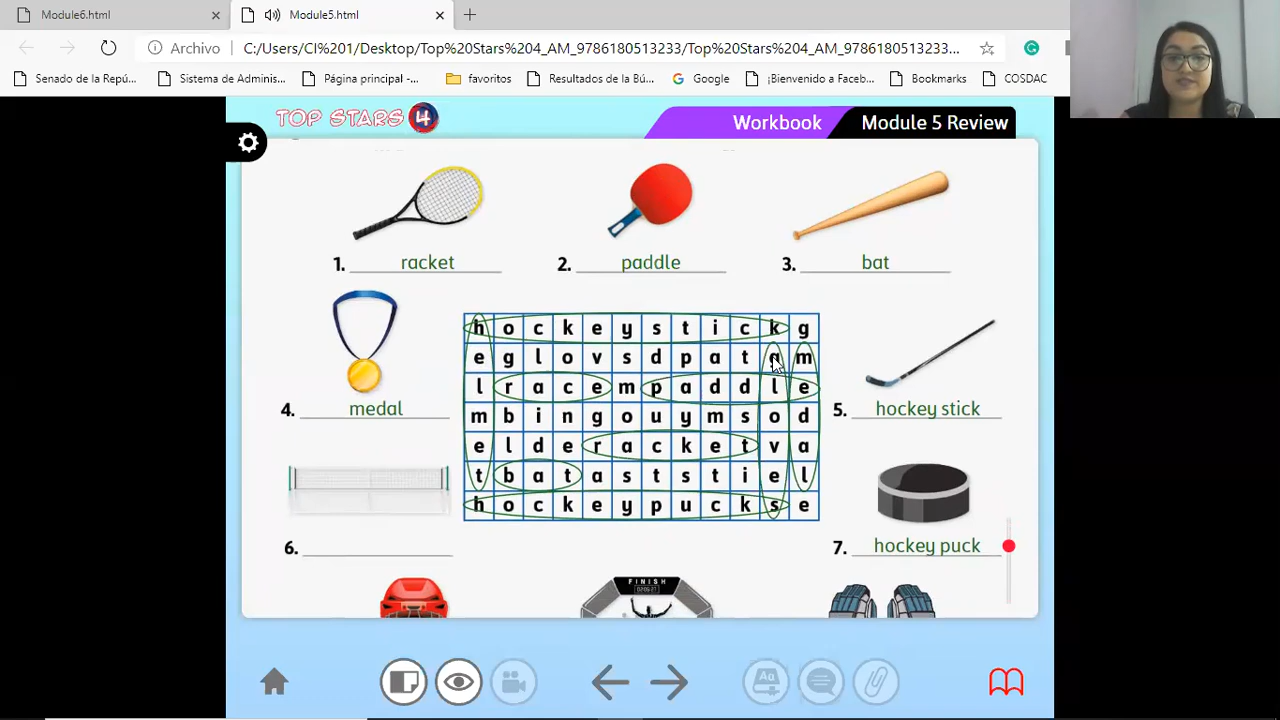 Module6.html
Module5.html
Archivo
C:/Users/CI%201/Desktop/Top%20Stars%204_AM_9786180513233/Top%20Stars%204_AM_9786180513233...
Senado de la Repú...
Sistema de Adminis...
Página principal -...
favoritos
Resultados de la Bú...
Google
¡Bienvenido a Faceb...
Bookmarks
COSDAC
TOP STARS 4
Workbook
Module 5 Review
1. racket
2. paddle
3. bat
4. medal
h o c k e y s t i c k g
e g l o v s d p a t g m
l r a c e m p a d d l e
m b i n g o u y m s o d
e l d e r a c k e t v a
t b a t a s t s t i e l
h o c k e y p u c k s e
5. hockey stick
6.
7. hockey puck
FINISH
Aa